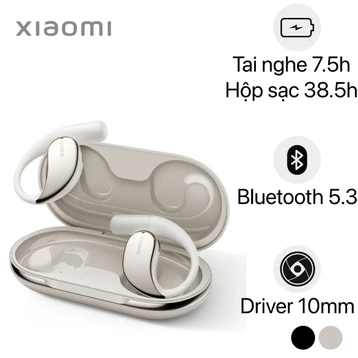 xiaomi
Tai nghe 7.5h
Hộp sạc 38.5h
Bluetooth 5.3
Driver 10mm